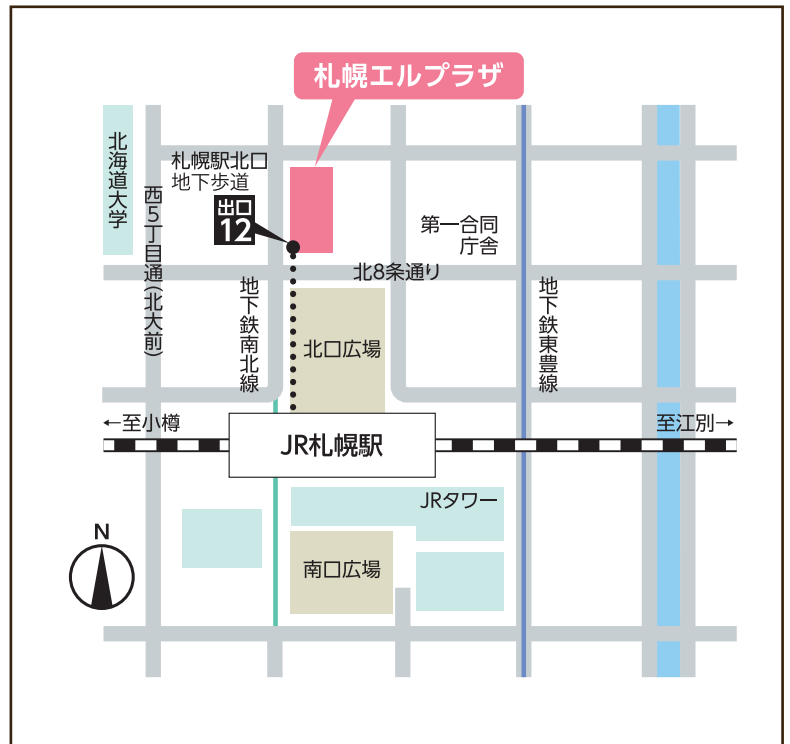 札幌エルプラザ
北海道大学
札幌駅北口
地下歩道
出口
12
西5丁目通(北大前)
第一合同
庁舎
北8条通り
地下鉄南北線
地下鉄東豊線
北口広場
←至小樽
至江別→
JR札幌駅
JRタワー
N
南口広場